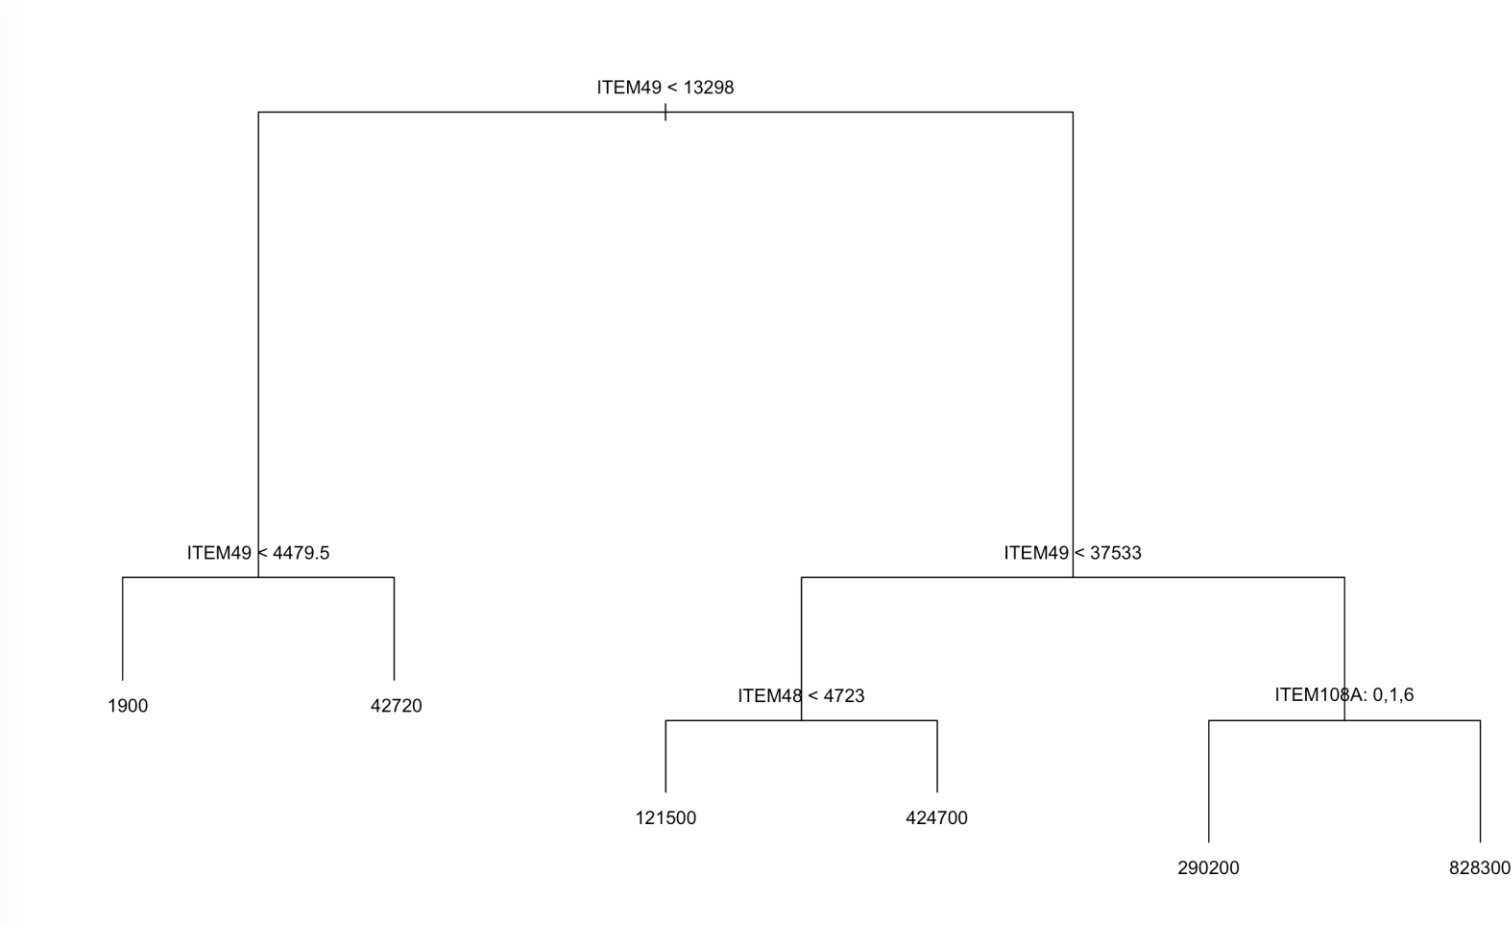 ITEM49 < 13298
ITEM49 < 4479.5
ITEM49 < 37533
1900
42720
ITEM48 < 4723
ITEM108A: 0,1,6
121500
424700
290200
828300